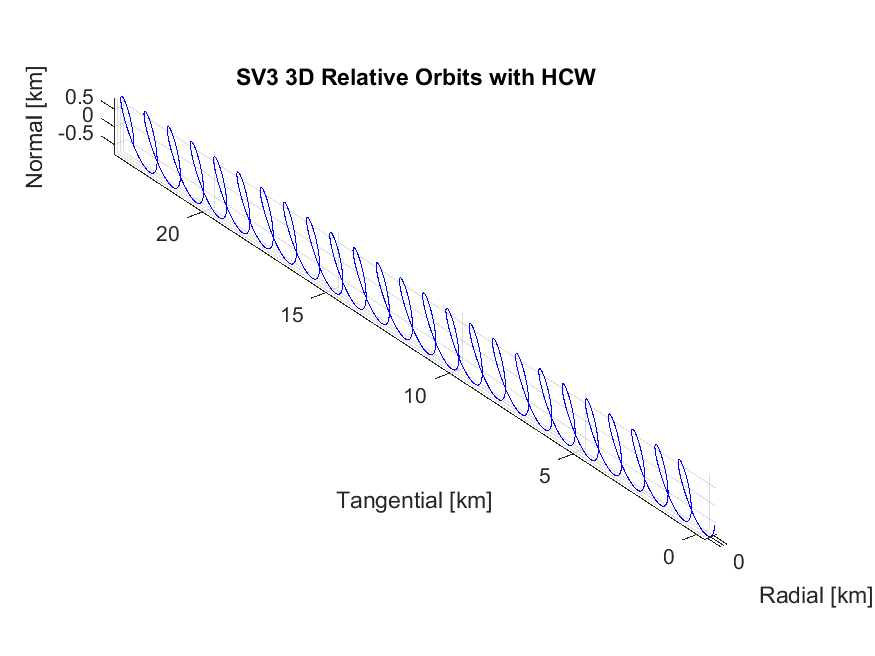 SV3 3D Relative Orbits with HCW
Normal [km]
0.5
0
-0.5
20
15
10
5
0
Tangential [km]
0
Radial [km]